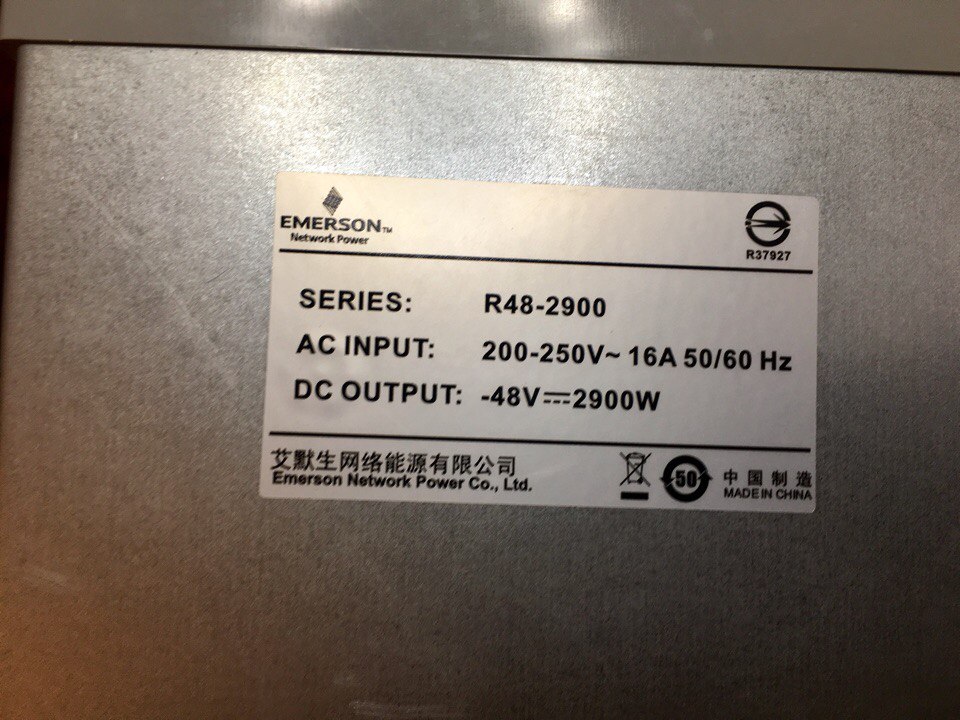 EMERSON™
Network Power
R37927
SERIES: R48-2900
AC INPUT: 200-250V~ 16A 50/60 Hz
DC OUTPUT: -48V⎓2900W
艾默生网络能源有限公司
Emerson Network Power Co., Ltd.
50
中国制造
MADE IN CHINA